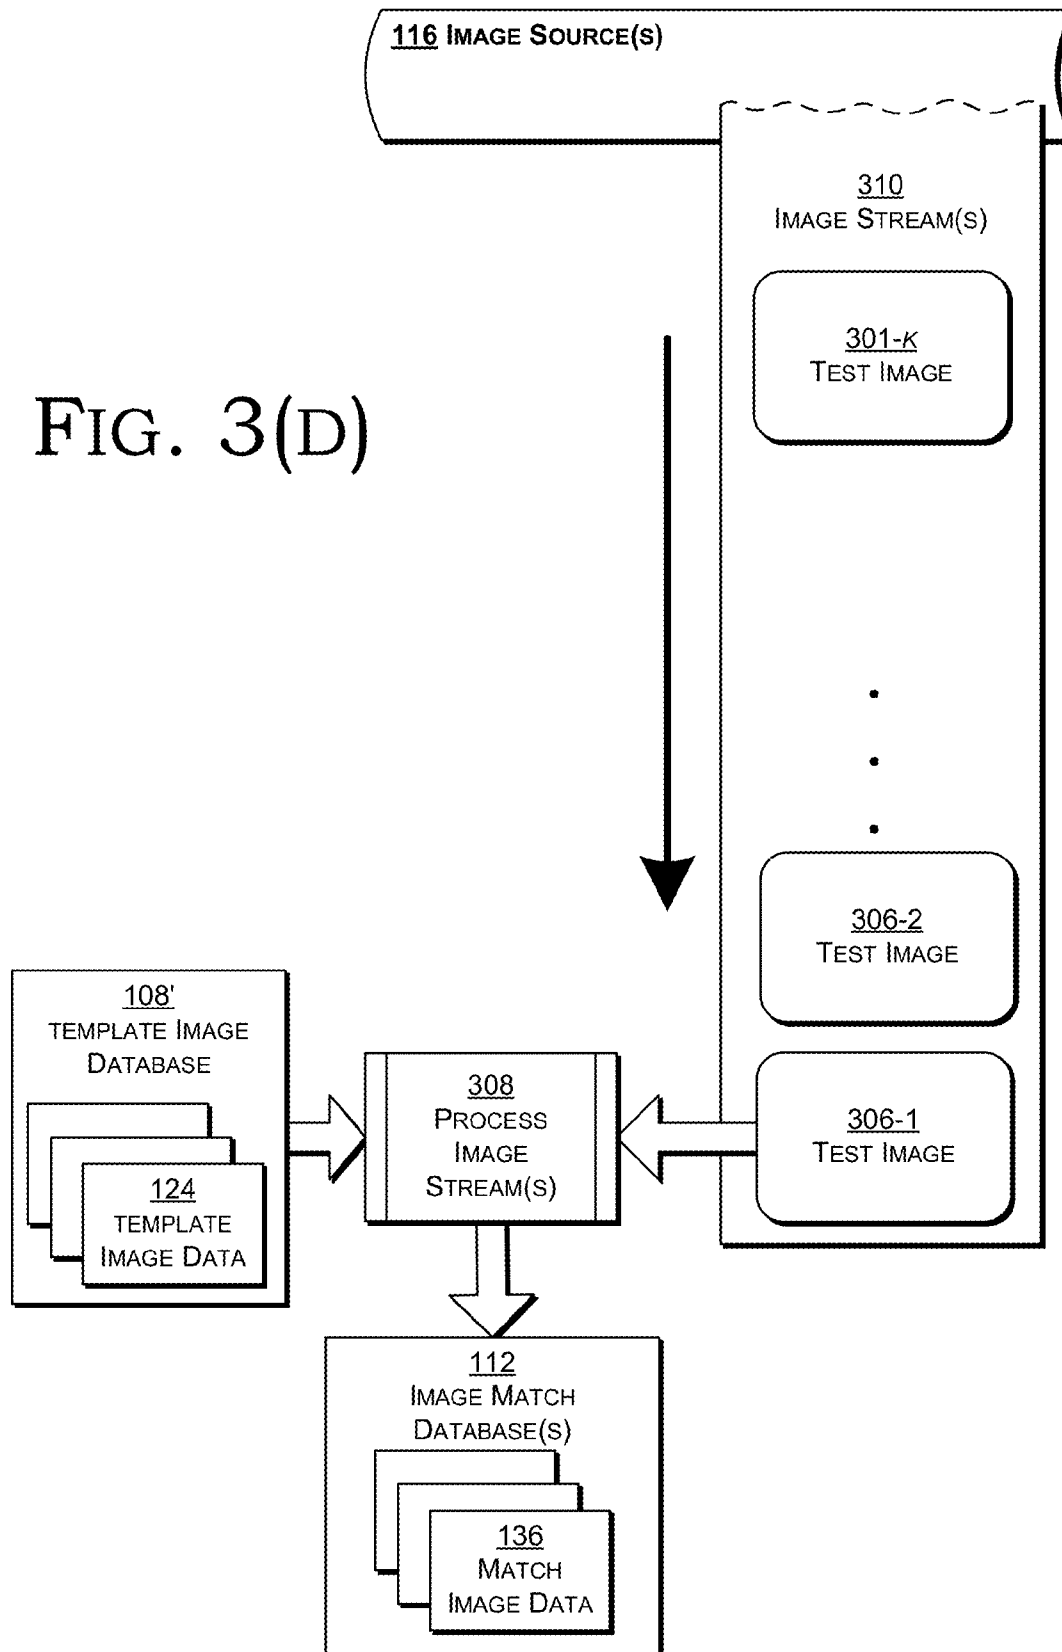 116 IMAGE SOURCE(S)
310
IMAGE STREAM(S)
301-K
TEST IMAGE
FIG. 3(D)
306-2
TEST IMAGE
108'
TEMPLATE IMAGE
DATABASE
124
TEMPLATE
IMAGE DATA
308
PROCESS
IMAGE
STREAM(S)
306-1
TEST IMAGE
112
IMAGE MATCH
DATABASE(S)
136
MATCH
IMAGE DATA